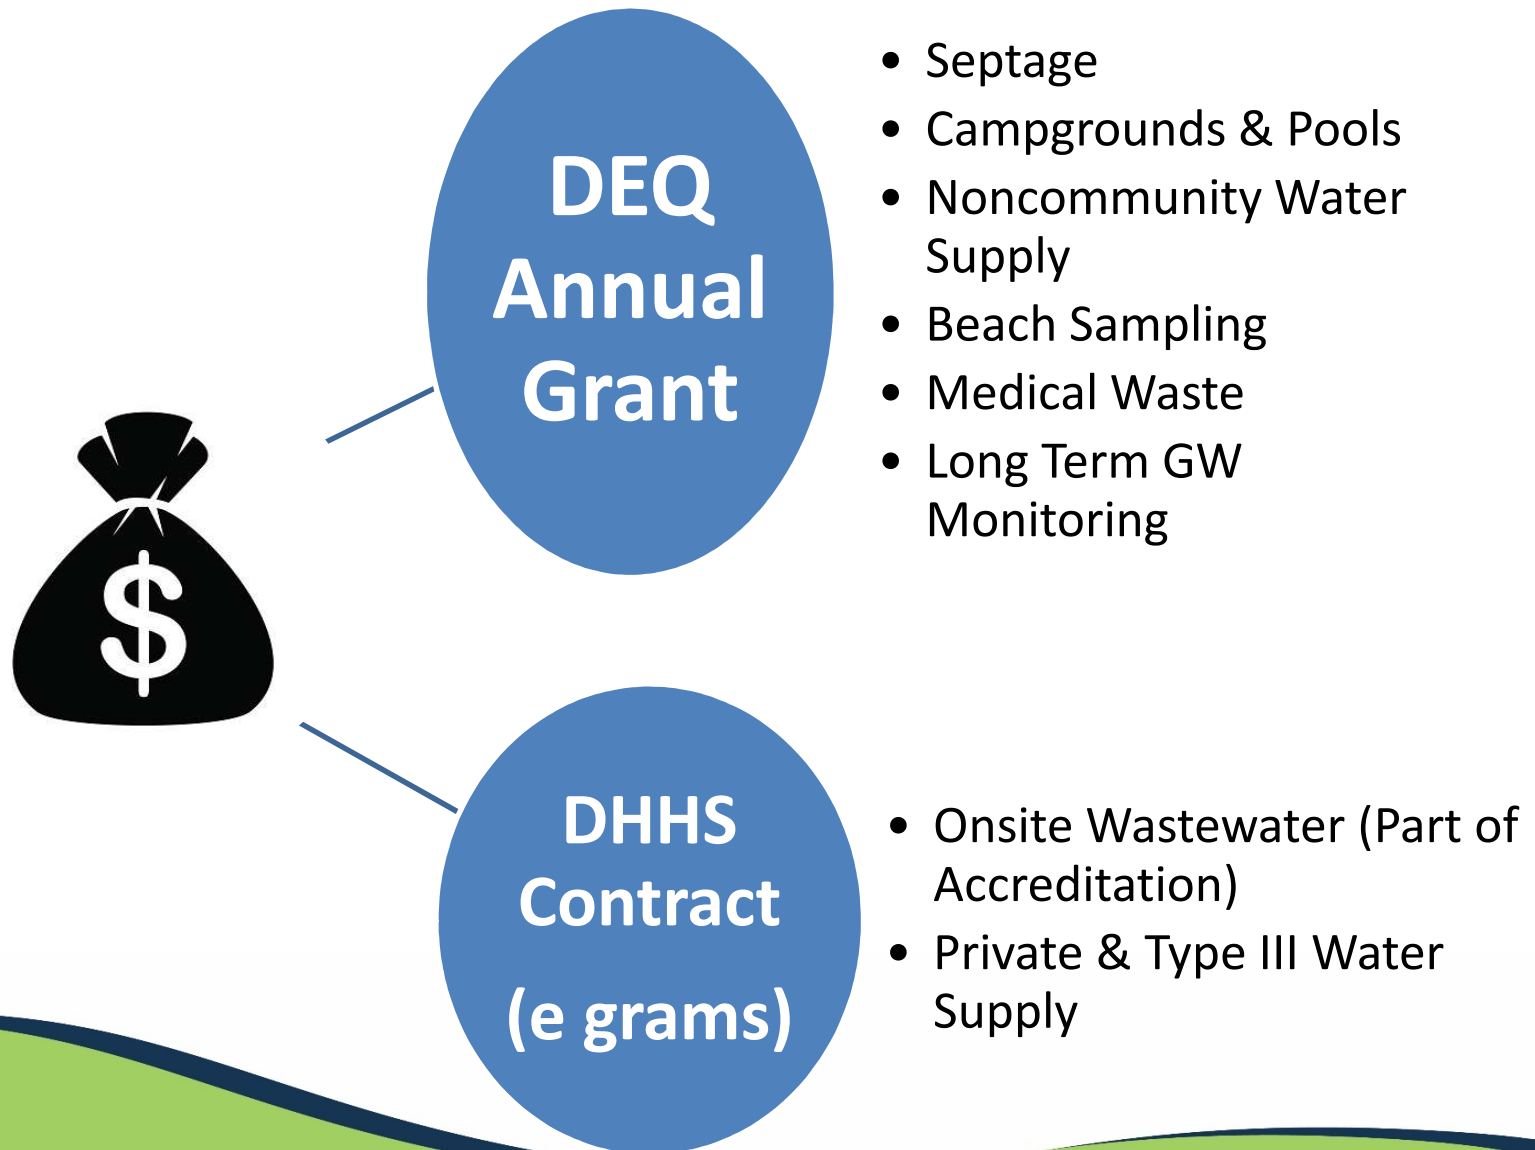 DEQ
Annual
Grant
• Septage
• Campgrounds & Pools
• Noncommunity Water
Supply
• Beach Sampling
• Medical Waste
• Long Term GW
Monitoring
$
DHHS
Contract
(e grams)
• Onsite Wastewater (Part of
Accreditation)
• Private & Type III Water
Supply